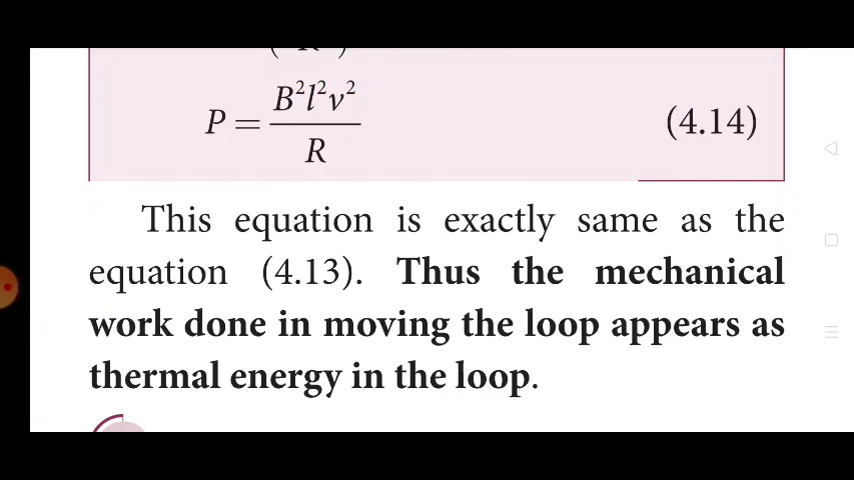 P = B²l²v² / R (4.14)
This equation is exactly same as the
equation (4.13). Thus the mechanical
work done in moving the loop appears as
thermal energy in the loop.